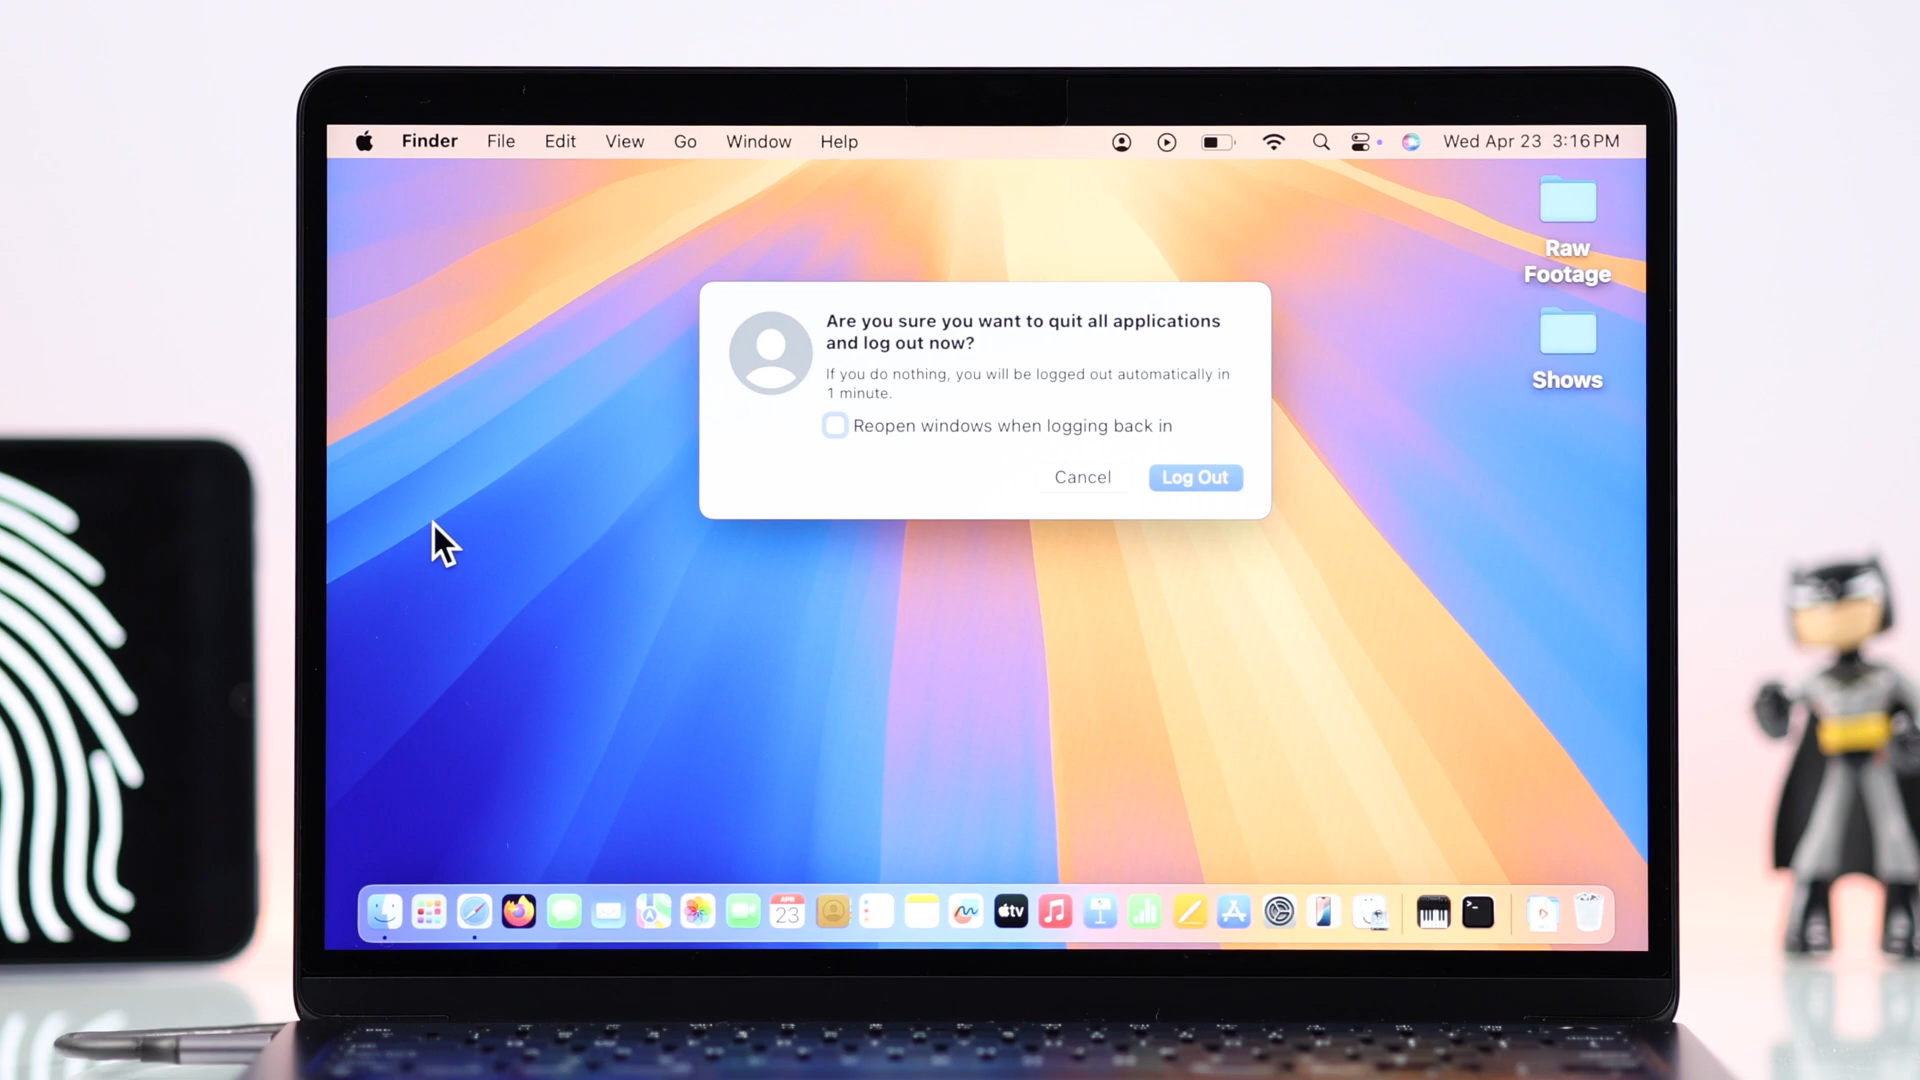 Finder File Edit View Go Window Help Wed Apr 23 3:16 PM
Raw
Footage
Shows
Are you sure you want to quit all applications
and log out now?
If you do nothing, you will be logged out automatically in
1 minute.
Reopen windows when logging back in
Cancel Log Out
APR
23
tv